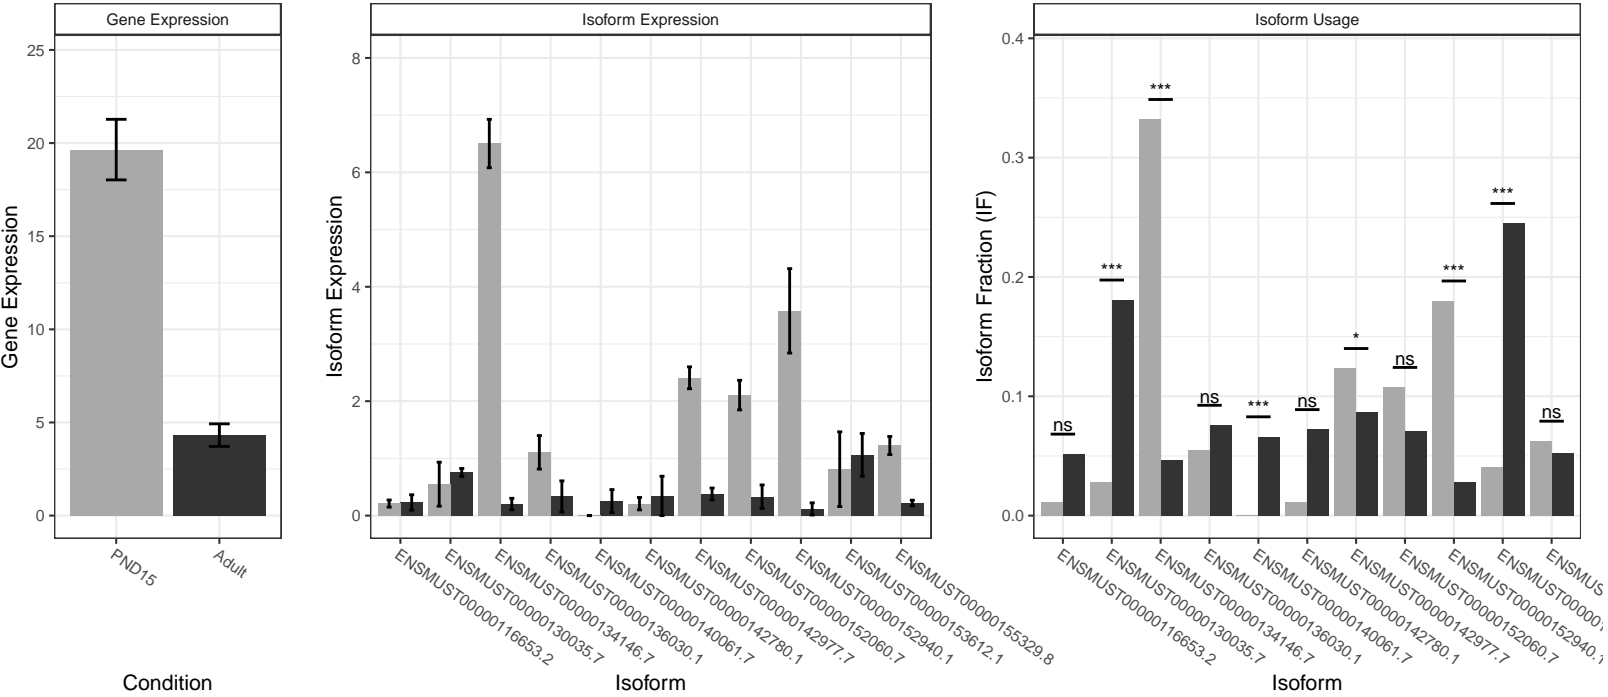 Gene Expression
Gene Expression
25
20
15
10
5
0
PND15
Adult
Condition
Isoform Expression
Isoform Expression
8
6
4
2
0
ENSMUST00000116653.2
ENSMUST00000130035.7
ENSMUST00000134146.7
ENSMUST00000136030.1
ENSMUST00000140061.7
ENSMUST00000142780.1
ENSMUST00000142977.7
ENSMUST00000152060.7
ENSMUST00000152940.1
ENSMUST00000153612.1
ENSMUST00000155329.8
Isoform
Isoform Usage
Isoform Fraction (IF)
0.4
0.3
0.2
0.1
0.0
ns
***
***
ns
***
ns
*
ns
***
***
ns
ENSMUST00000116653.2
ENSMUST00000130035.7
ENSMUST00000134146.7
ENSMUST00000136030.1
ENSMUST00000140061.7
ENSMUST00000142780.1
ENSMUST00000142977.7
ENSMUST00000152060.7
ENSMUST00000152940.1
Isoform